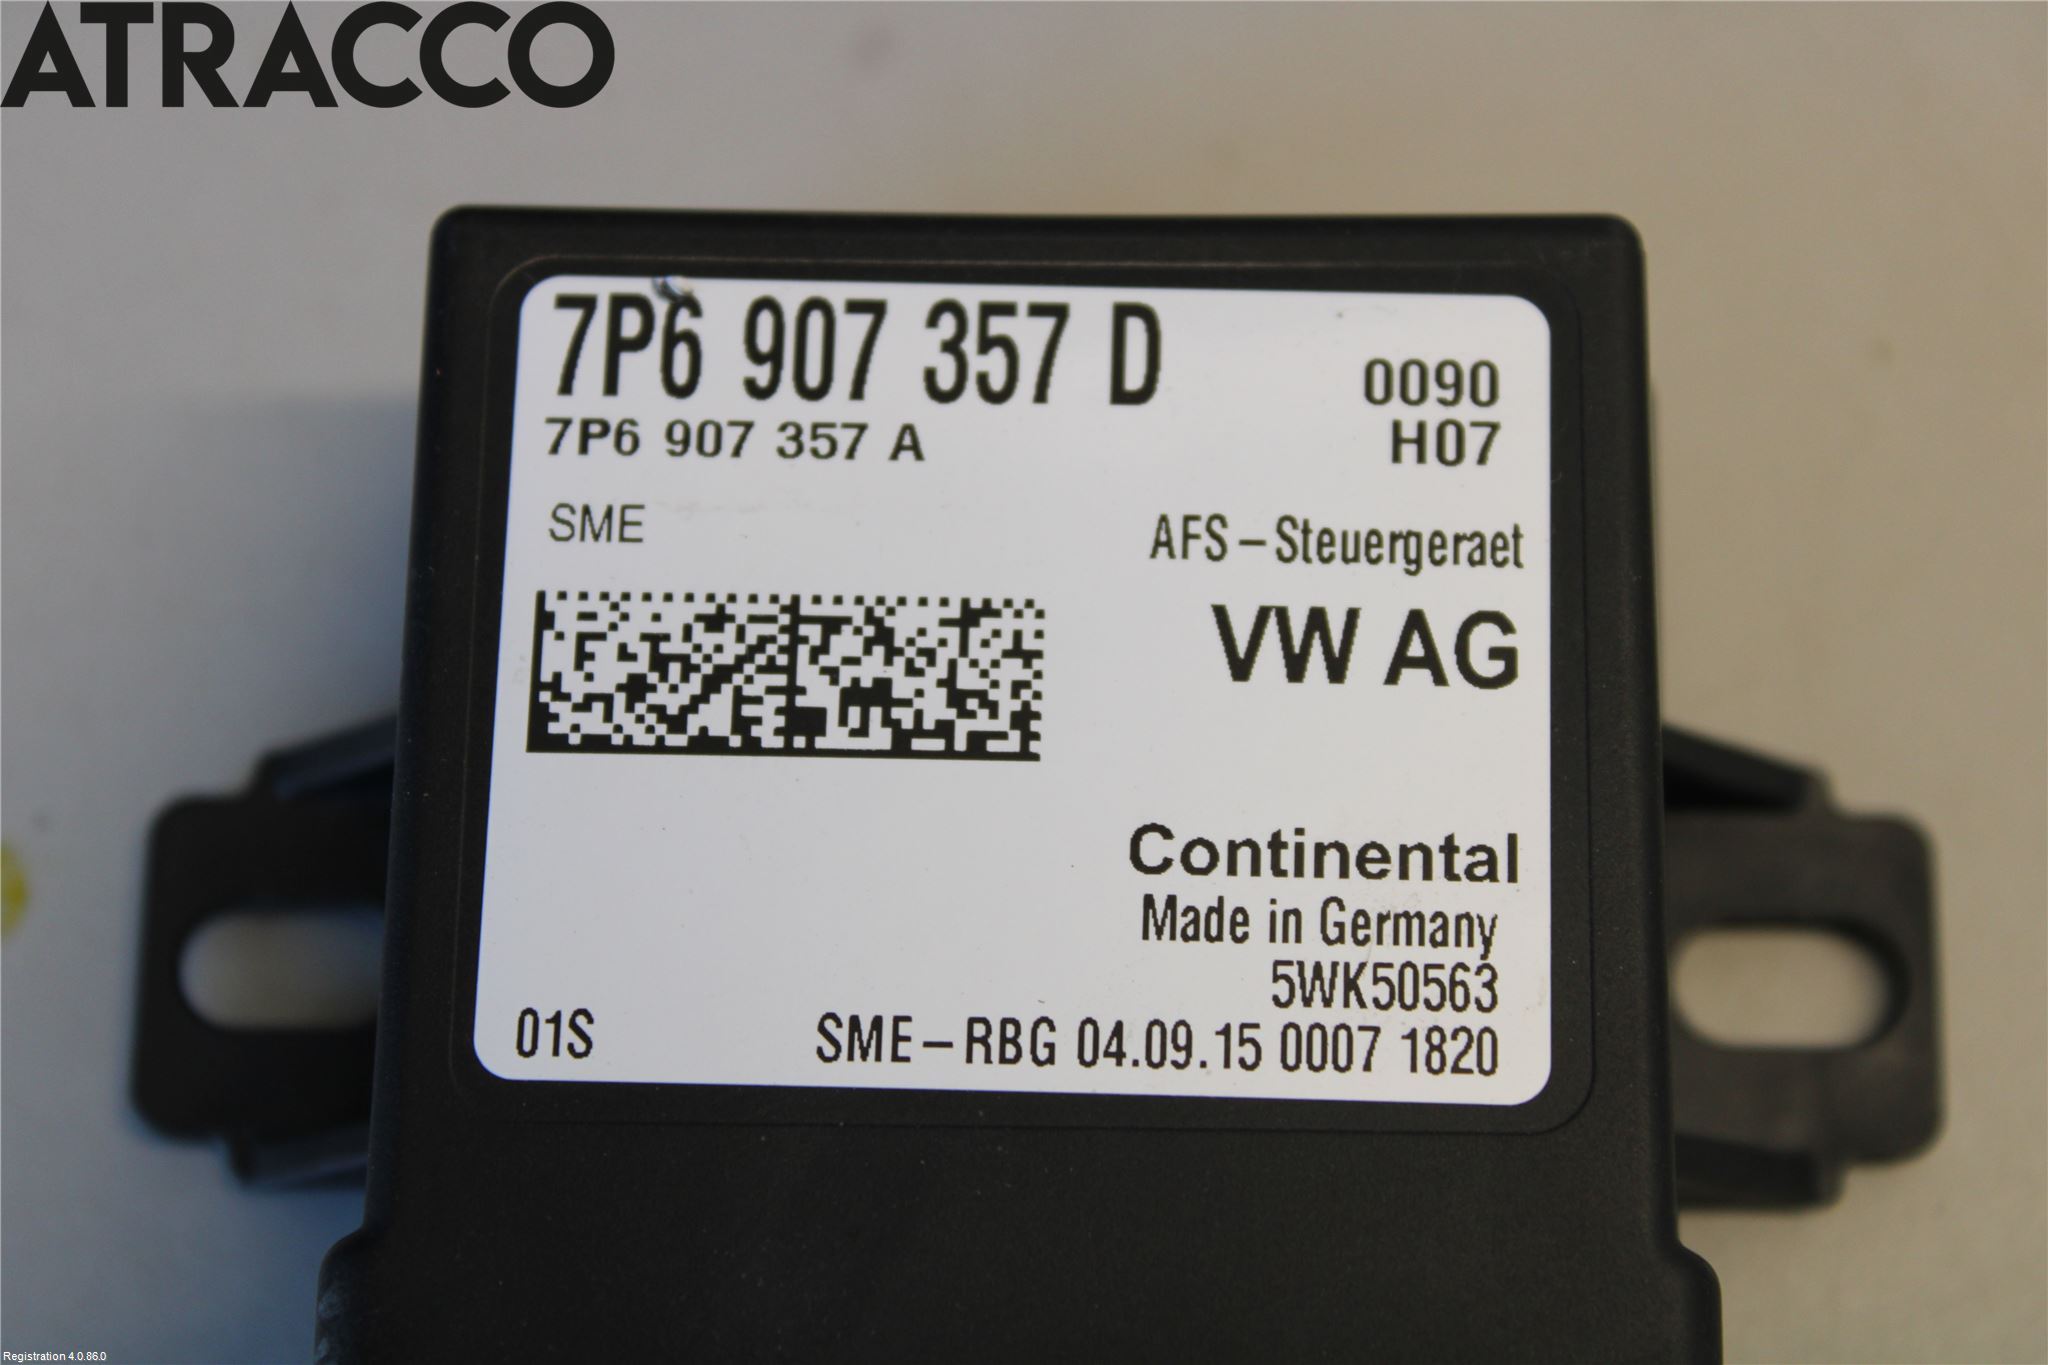 ATRACCO
7P6 907 357 D
0090
7P6 907 357 A
H07
SME
AFS-Steuergeraet
VW AG
Continental
Made in Germany
5WK50563
01S
SME-RBG 04.09.15 0007 1820
Registration 4.0.86.0